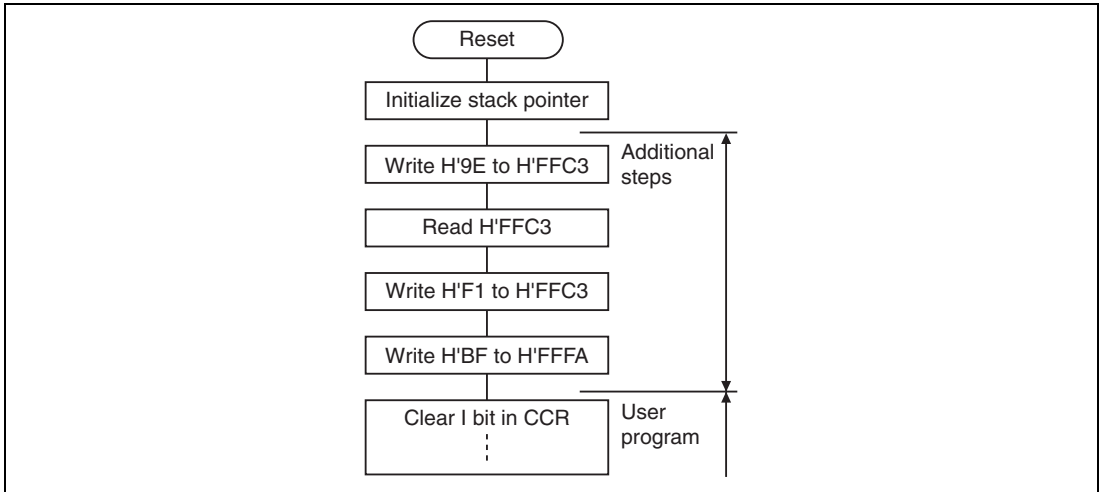 Reset
Initialize stack pointer
Additional
steps
Write H'9E to H'FFC3
Read H'FFC3
Write H'F1 to H'FFC3
Write H'BF to H'FFFA
Clear I bit in CCR
User
program